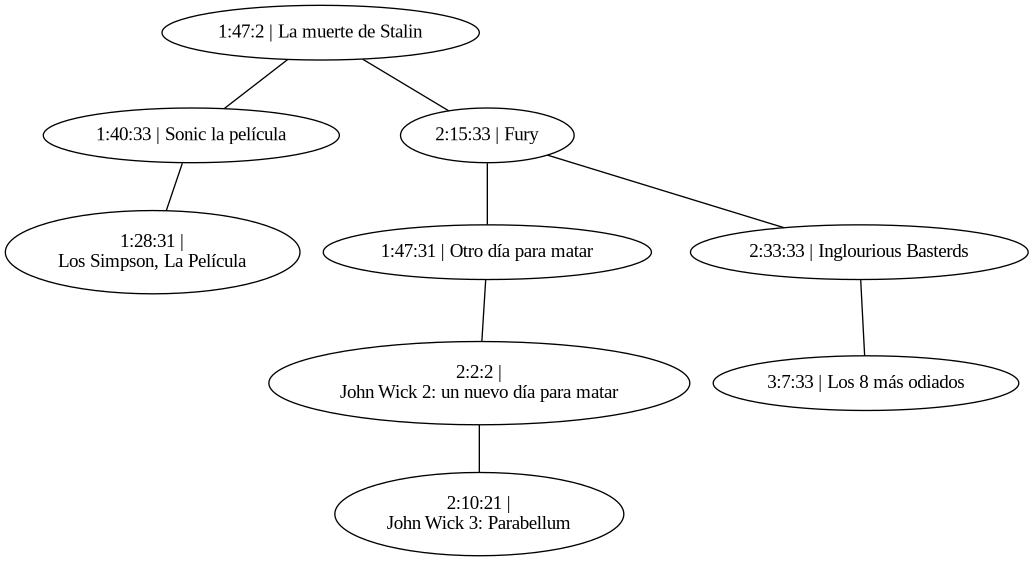 1:47:2 | La muerte de Stalin
1:40:33 | Sonic la película
2:15:33 | Fury
1:28:31 |
Los Simpson, La Película
1:47:31 | Otro día para matar
2:33:33 | Inglourious Basterds
2:2:2 |
John Wick 2: un nuevo día para matar
3:7:33 | Los 8 más odiados
2:10:21 |
John Wick 3: Parabellum